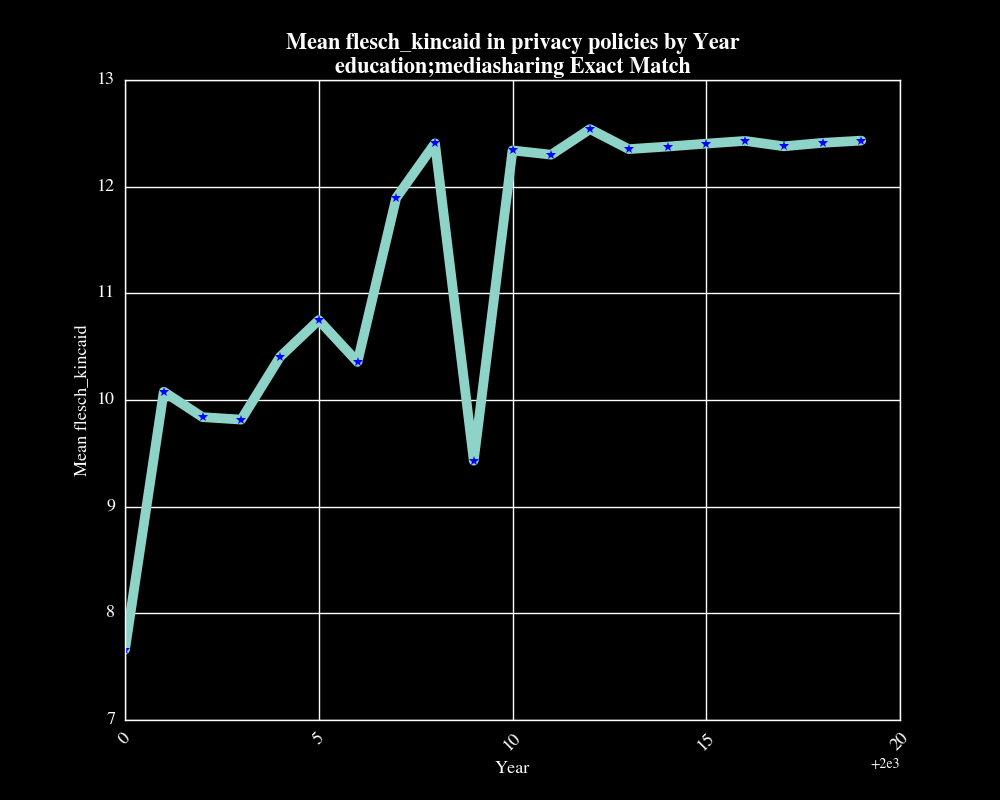 Mean flesch_kincaid in privacy policies by Year
education;mediasharing Exact Match
13
12
11
10
9
8
7
Mean flesch_kincaid
0
5
10
15
20
Year
+2e3